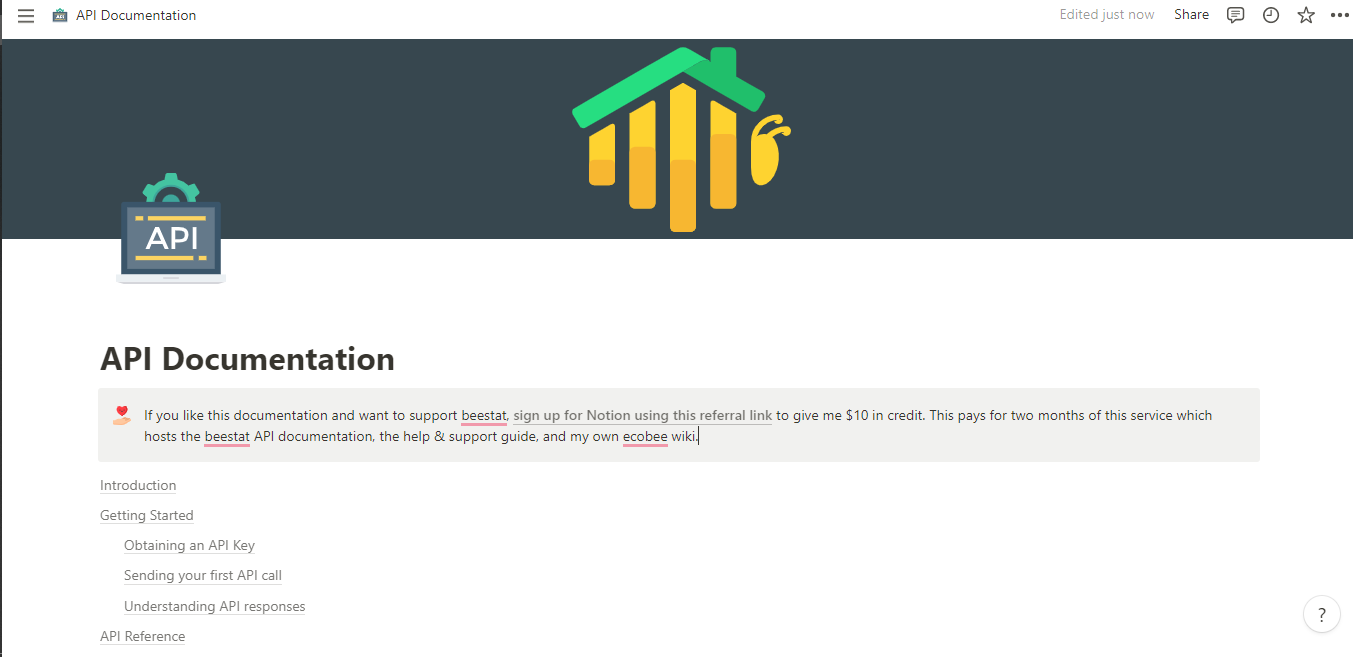 API Documentation
Edited just now
Share
API
API Documentation
If you like this documentation and want to support beestat, sign up for Notion using this referral link to give me $10 in credit. This pays for two months of this service which
hosts the beestat API documentation, the help & support guide, and my own ecobee wiki.
Introduction
Getting Started
Obtaining an API Key
Sending your first API call
Understanding API responses
API Reference
?